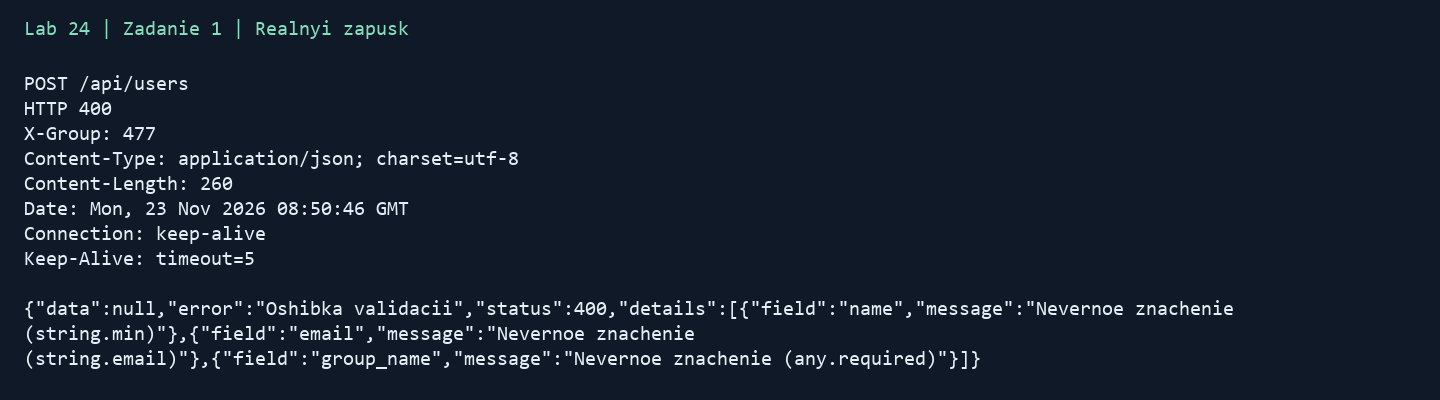 Lab 24 | Zadanie 1 | Realnyi zapusk
POST /api/users
HTTP 400
X-Group: 477
Content-Type: application/json; charset=utf-8
Content-Length: 260
Date: Mon, 23 Nov 2026 08:50:46 GMT
Connection: keep-alive
Keep-Alive: timeout=5
{"data":null,"error":"Oshibka validacii","status":400,"details":[{"field":"name","message":"Nevernoe znachenie
(string.min)"},{"field":"email","message":"Nevernoe znachenie
(string.email)"},{"field":"group_name","message":"Nevernoe znachenie (any.required)"}]}